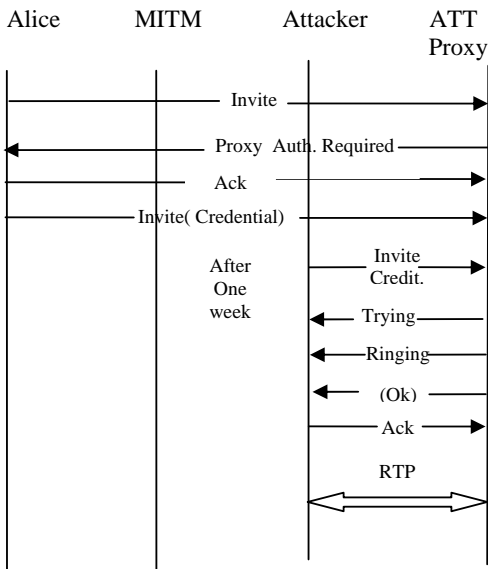 Alice MITM Attacker ATT
Proxy
Invite
Proxy Auth. Required
Ack
Invite( Credential)
After
One
week
Invite
Credit.
Trying
Ringing
(Ok)
Ack
RTP